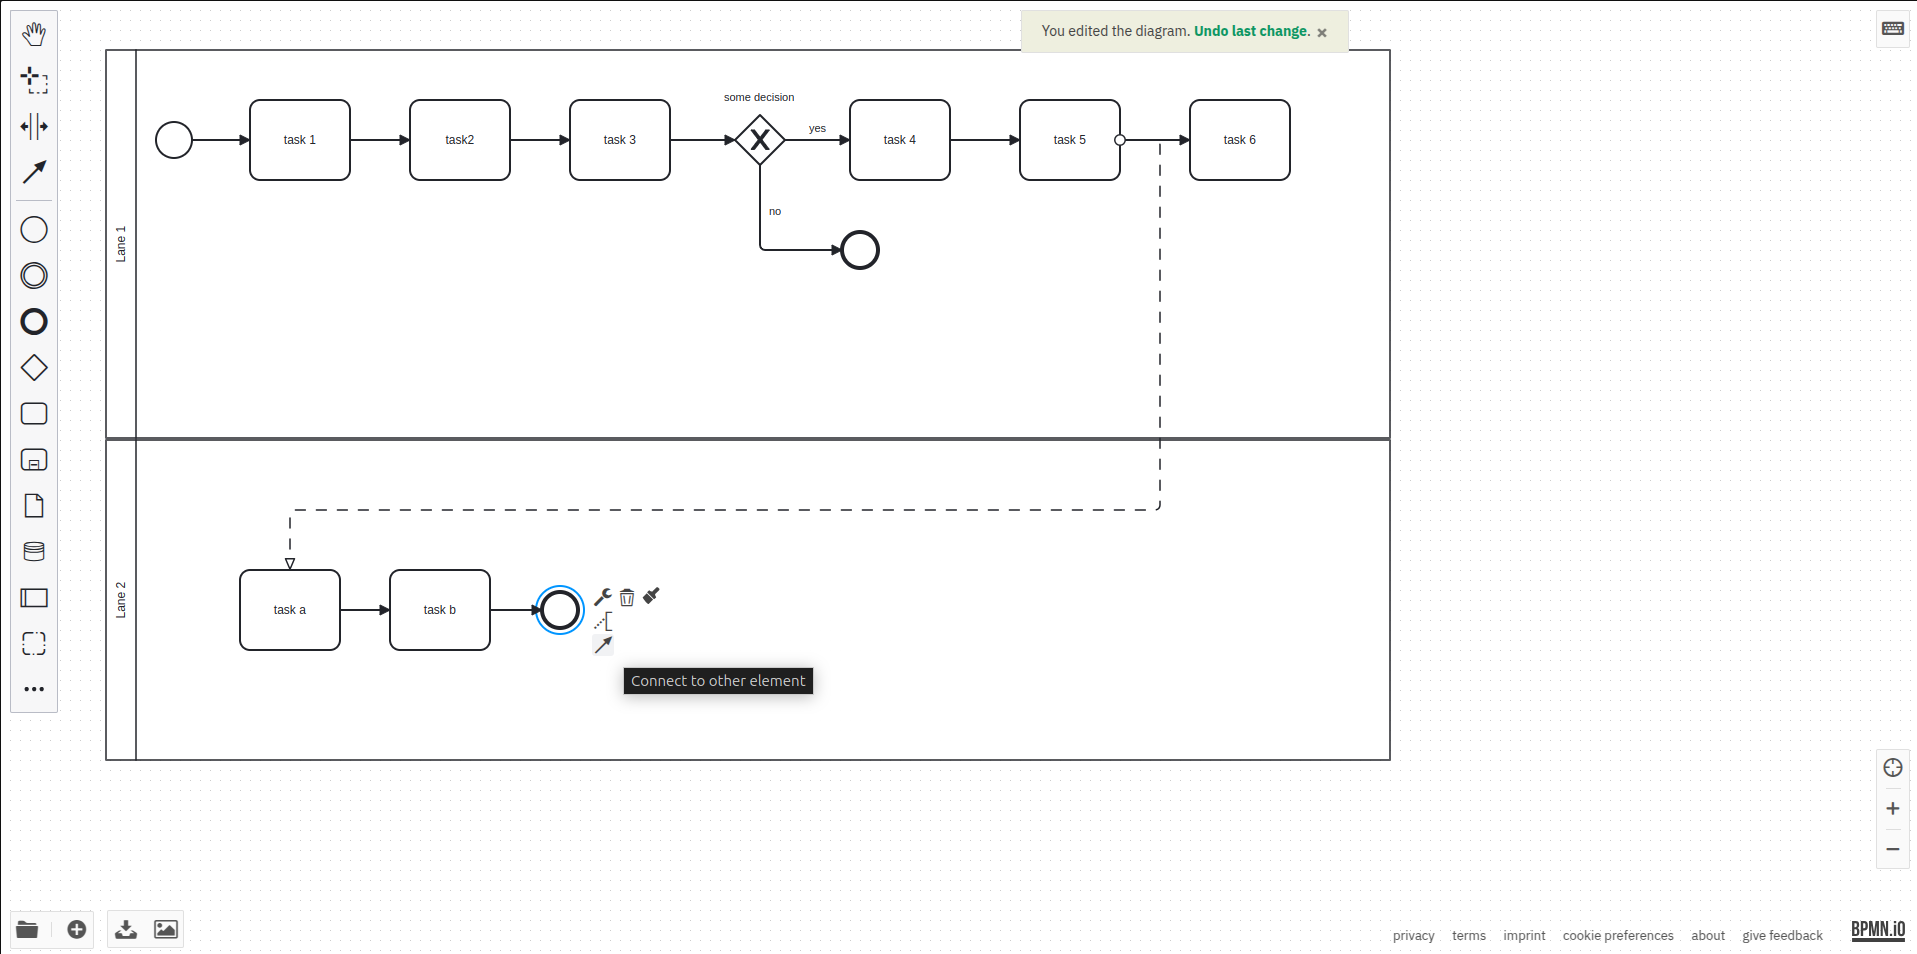 You edited the diagram. Undo last change. ×
some decision
task 1
task2
task 3
yes
task 4
task 5
task 6
no
Lane 1
Lane 2
task a
task b
Connect to other element
privacy terms imprint cookie preferences about give feedback
BPMN.iO